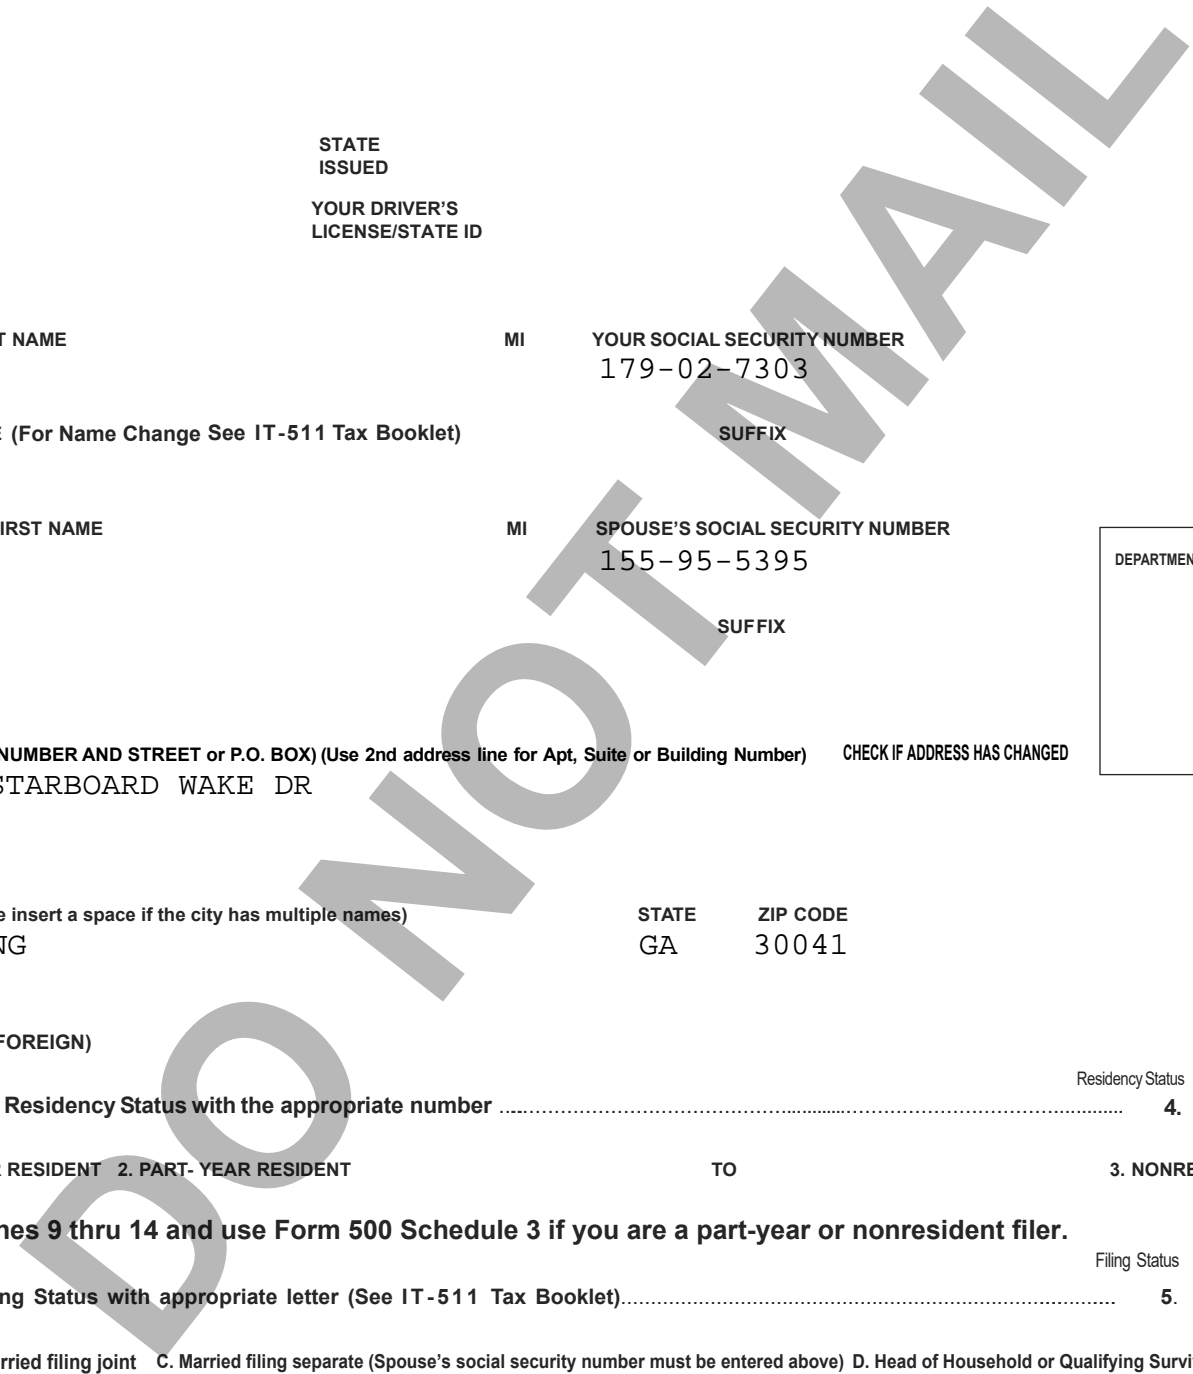 STATE
ISSUED
YOUR DRIVER'S
LICENSE/STATE ID
T NAME MI YOUR SOCIAL SECURITY NUMBER
179-02-7303
(For Name Change See IT-511 Tax Booklet) SUFFIX
IRST NAME MI SPOUSE'S SOCIAL SECURITY NUMBER
155-95-5395
DEPARTMEN
SUFFIX
NUMBER AND STREET or P.O. BOX) (Use 2nd address line for Apt, Suite or Building Number) CHECK IF ADDRESS HAS CHANGED
STARBOARD WAKE DR
e insert a space if the city has multiple names) STATE ZIP CODE
NG GA 30041
FOREIGN)
Residency Status
Residency Status with the appropriate number ........ 4.
R RESIDENT 2. PART- YEAR RESIDENT TO 3. NONRE
nes 9 thru 14 and use Form 500 Schedule 3 if you are a part-year or nonresident filer.
Filing Status
ng Status with appropriate letter (See IT-511 Tax Booklet)........ 5.
rried filing joint C. Married filing separate (Spouse's social security number must be entered above) D. Head of Household or Qualifying Survi
DO NOT MAIL